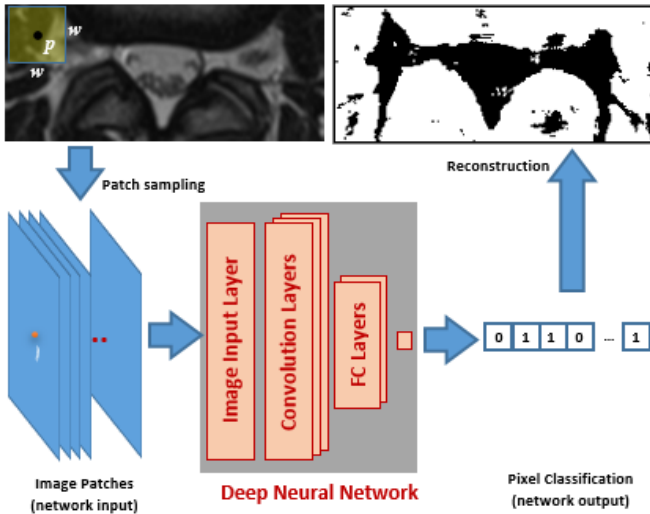 w
p
w
Patch sampling
Reconstruction
Image Input Layer
Convolution Layers
FC Layers
0 1 1 0 ... 1
Image Patches
(network input)
Deep Neural Network
Pixel Classification
(network output)